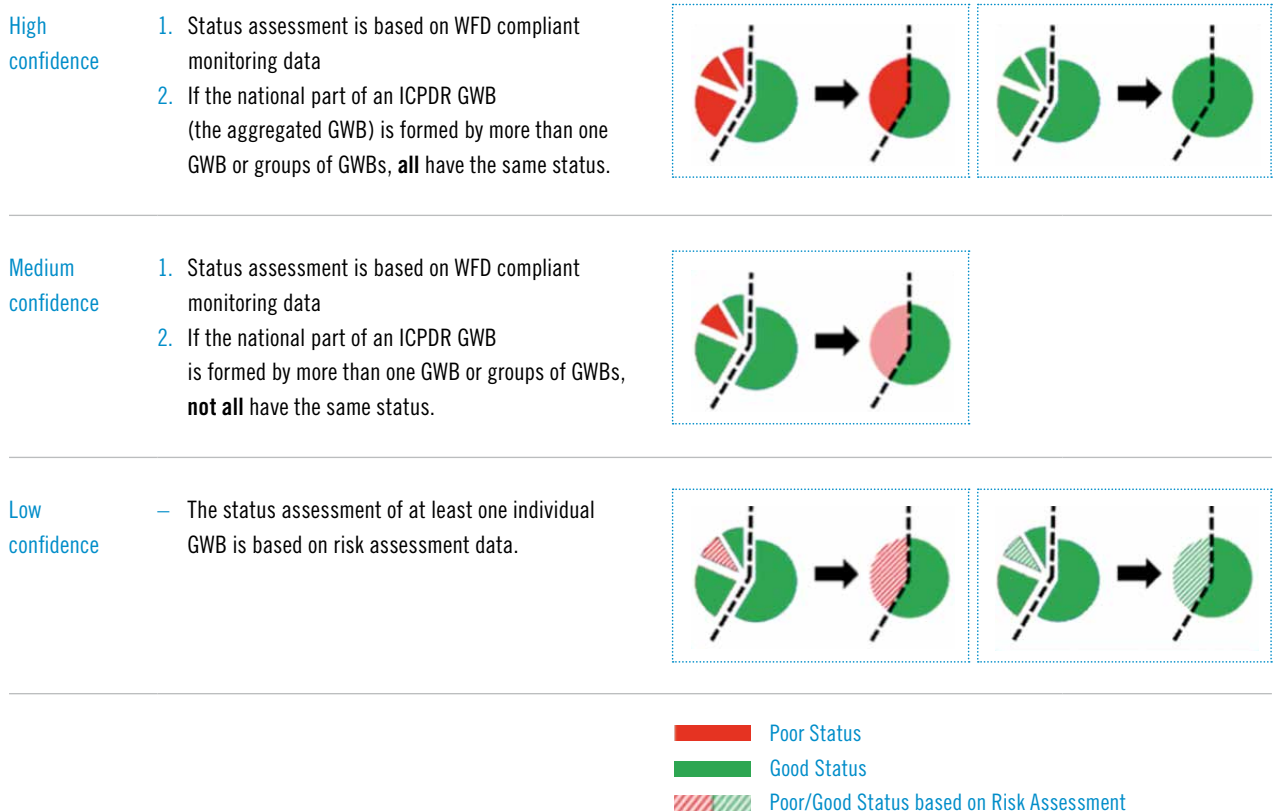 High
confidence
1. Status assessment is based on WFD compliant
monitoring data
2. If the national part of an ICPDR GWB
(the aggregated GWB) is formed by more than one
GWB or groups of GWBs, all have the same status.
Medium
confidence
1. Status assessment is based on WFD compliant
monitoring data
2. If the national part of an ICPDR GWB
is formed by more than one GWB or groups of GWBs,
not all have the same status.
Low
confidence
– The status assessment of at least one individual
GWB is based on risk assessment data.
Poor Status
Good Status
Poor/Good Status based on Risk Assessment